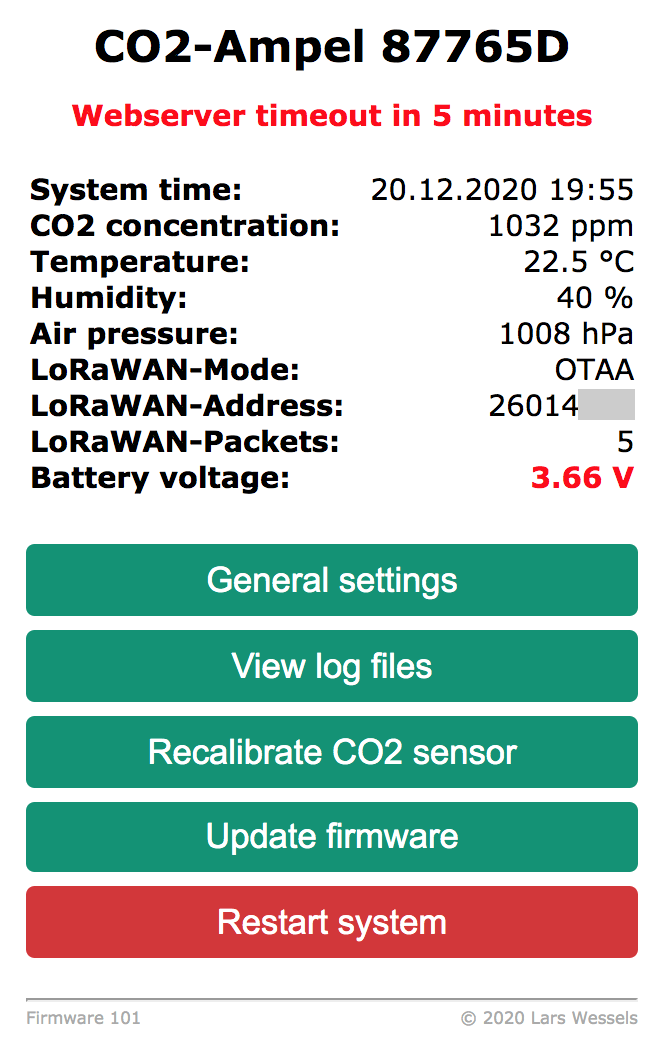 CO2-Ampel 87765D
Webserver timeout in 5 minutes
System time: 20.12.2020 19:55
CO2 concentration: 1032 ppm
Temperature: 22.5 °C
Humidity: 40 %
Air pressure: 1008 hPa
LoRaWAN-Mode: OTAA
LoRaWAN-Address: 26014
LoRaWAN-Packets: 5
Battery voltage: 3.66 V
General settings
View log files
Recalibrate CO2 sensor
Update firmware
Restart system
Firmware 101 © 2020 Lars Wessels